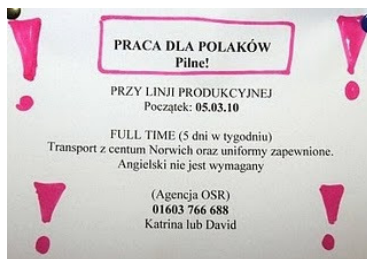 PRACA DLA POLAKÓW
Pilne!
PRZY LINJI PRODUKCYJNEJ
Początek: 05.03.10
FULL TIME (5 dni w tygodniu)
Transport z centum Norwich oraz uniformy zapewnione.
Angielski nie jest wymagany
(Agencja OSR)
01603 766 688
Katrina lub David